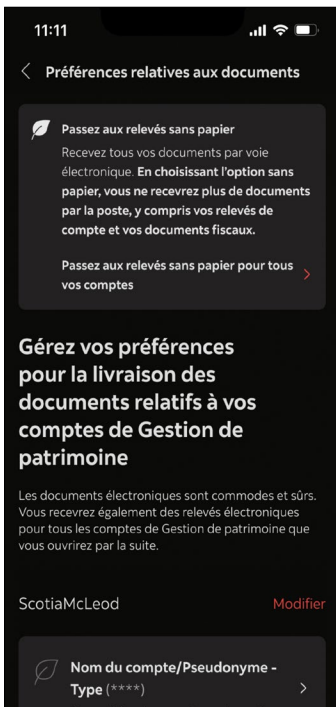 11:11
Préférences relatives aux documents
Passez aux relevés sans papier
Recevez tous vos documents par voie
électronique. En choisissant l'option sans
papier, vous ne recevrez plus de documents
par la poste, y compris vos relevés de
compte et vos documents fiscaux.
Passez aux relevés sans papier pour tous
vos comptes
Gérez vos préférences
pour la livraison des
documents relatifs à vos
comptes de Gestion de
patrimoine
Les documents électroniques sont commodes et sûrs.
Vous recevrez également des relevés électroniques
pour tous les comptes de Gestion de patrimoine que
vous ouvrirez par la suite.
ScotiaMcLeod Modifier
Nom du compte/Pseudonyme -
Type (****)